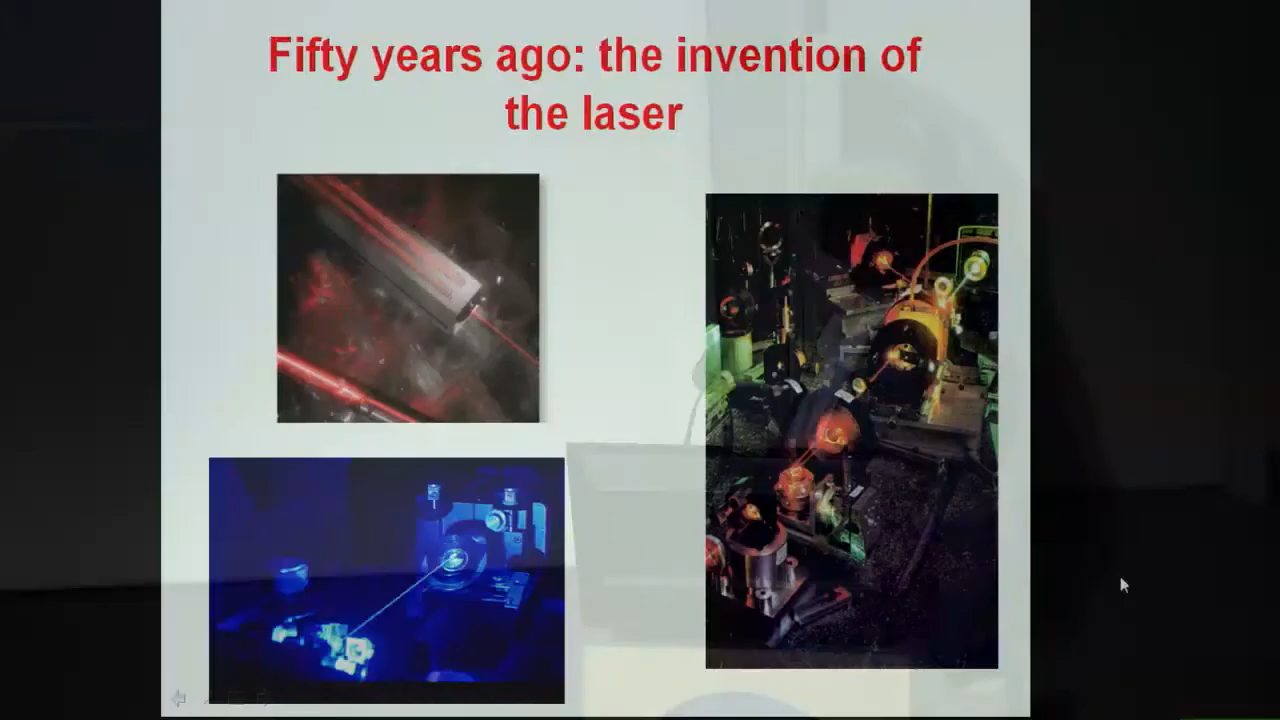 Fifty years ago: the invention of
the laser